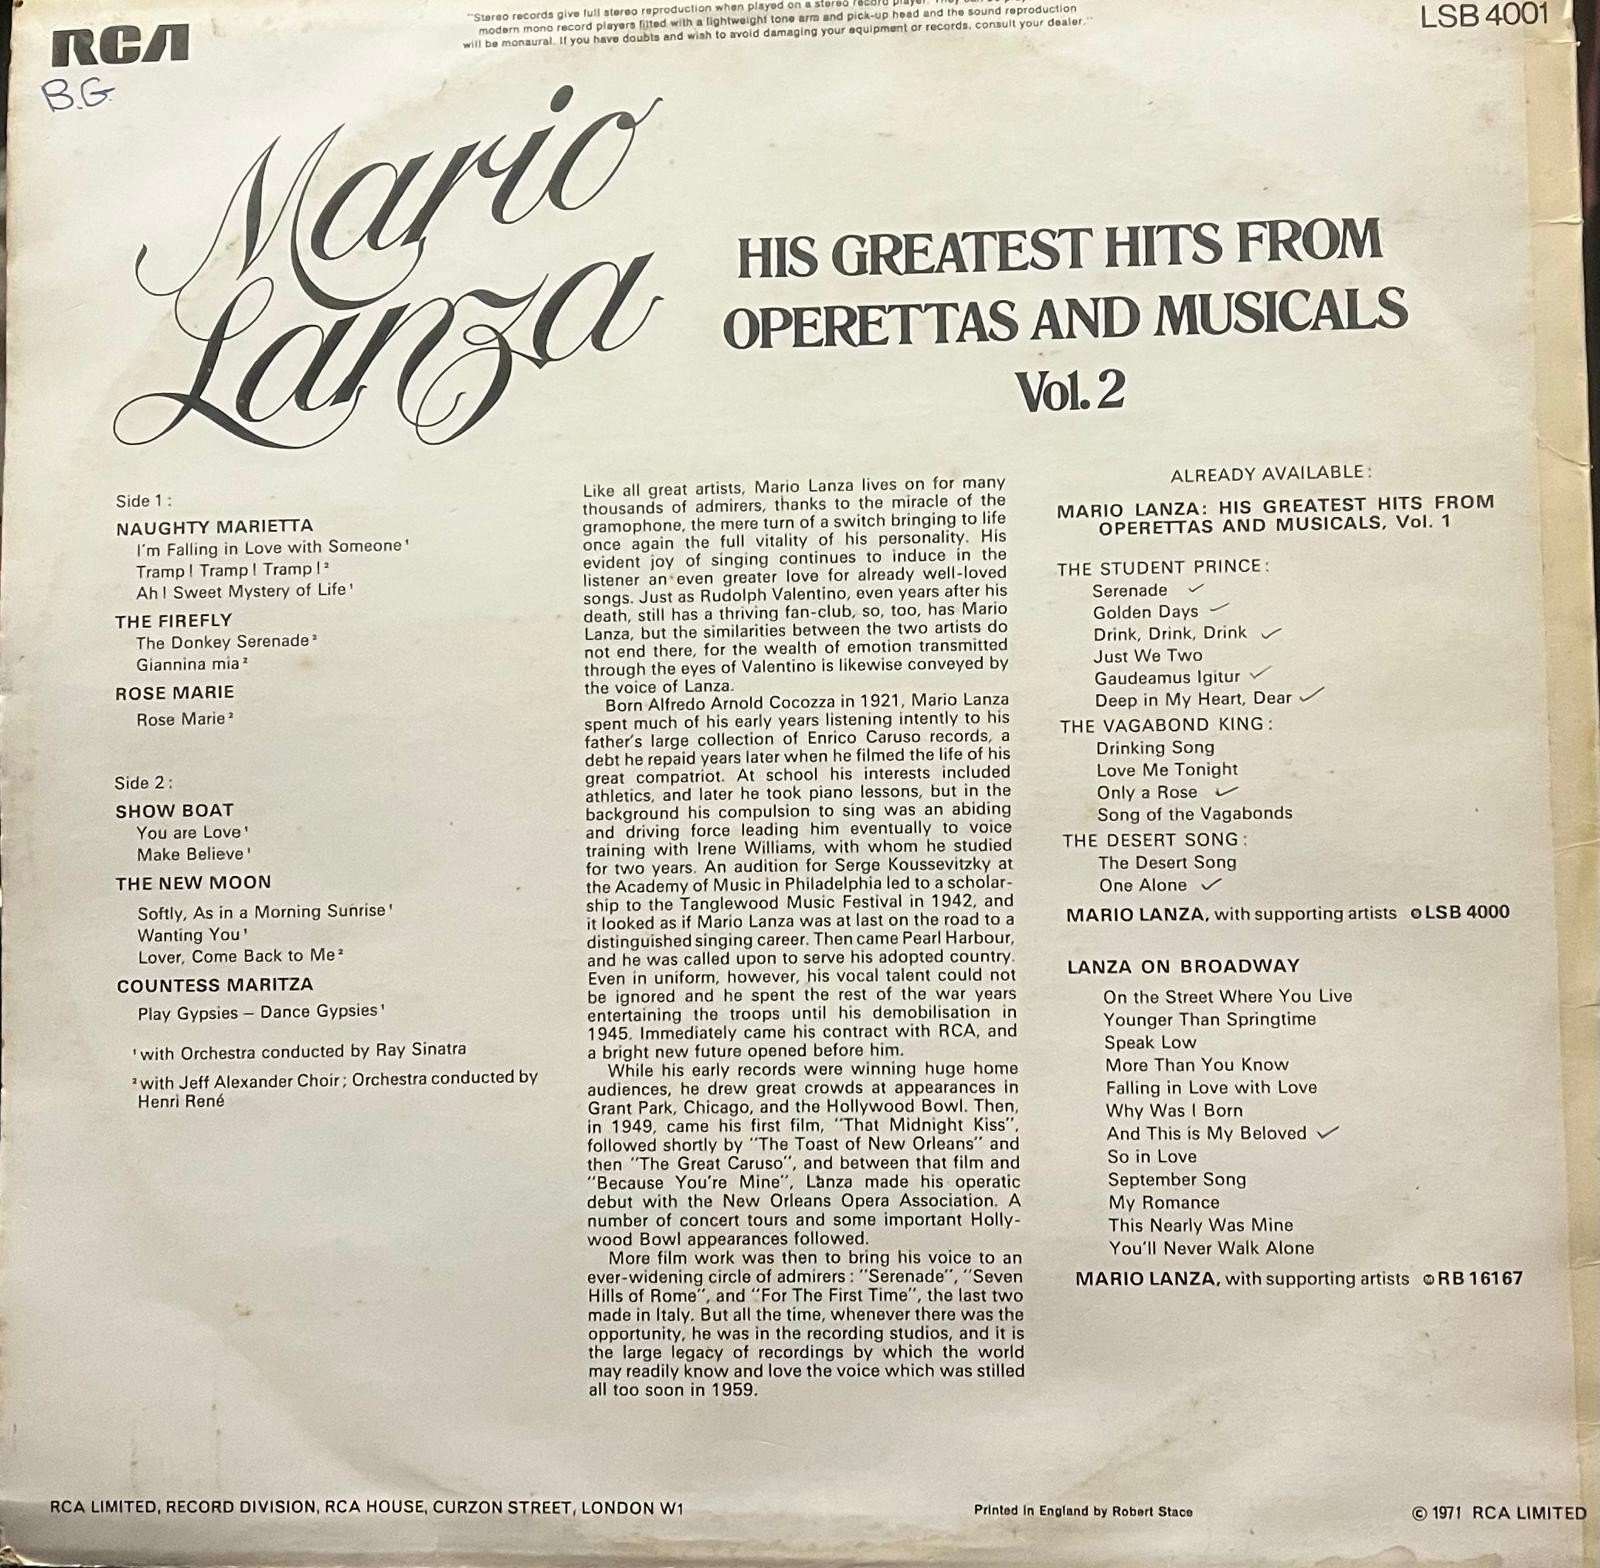 RCA
B.G.
"Stereo records give full stereo reproduction when played on a stereo record player.
modern mono record players fitted with a lightweight tone arm and pick-up head and the sound reproduction
will be monaural. If you have doubts and wish to avoid damaging your equipment or records, consult your dealer."
LSB 4001
Mario
Lanza
HIS GREATEST HITS FROM
OPERETTAS AND MUSICALS
Vol. 2
Side 1 :
NAUGHTY MARIETTA
I'm Falling in Love with Someone¹
Tramp ! Tramp ! Tramp !²
Ah ! Sweet Mystery of Life¹
THE FIREFLY
The Donkey Serenade²
Giannina mia²
ROSE MARIE
Rose Marie²
Side 2 :
SHOW BOAT
You are Love¹
Make Believe¹
THE NEW MOON
Softly, As in a Morning Sunrise¹
Wanting You¹
Lover, Come Back to Me²
COUNTESS MARITZA
Play Gypsies – Dance Gypsies¹
¹with Orchestra conducted by Ray Sinatra
²with Jeff Alexander Choir ; Orchestra conducted by
Henri René
Like all great artists, Mario Lanza lives on for many
thousands of admirers, thanks to the miracle of the
gramophone, the mere turn of a switch bringing to life
once again the full vitality of his personality. His
evident joy of singing continues to induce in the
listener an even greater love for already well-loved
songs. Just as Rudolph Valentino, even years after his
death, still has a thriving fan-club, so, too, has Mario
Lanza, but the similarities between the two artists do
not end there, for the wealth of emotion transmitted
through the eyes of Valentino is likewise conveyed by
the voice of Lanza.
Born Alfredo Arnold Cocozza in 1921, Mario Lanza
spent much of his early years listening intently to his
father's large collection of Enrico Caruso records, a
debt he repaid years later when he filmed the life of his
great compatriot. At school his interests included
athletics, and later he took piano lessons, but in the
background his compulsion to sing was an abiding
and driving force leading him eventually to voice
training with Irene Williams, with whom he studied
for two years. An audition for Serge Koussevitzky at
the Academy of Music in Philadelphia led to a scholar-
ship to the Tanglewood Music Festival in 1942, and
it looked as if Mario Lanza was at last on the road to a
distinguished singing career. Then came Pearl Harbour,
and he was called upon to serve his adopted country.
Even in uniform, however, his vocal talent could not
be ignored and he spent the rest of the war years
entertaining the troops until his demobilisation in
1945. Immediately came his contract with RCA, and
a bright new future opened before him.
While his early records were winning huge home
audiences, he drew great crowds at appearances in
Grant Park, Chicago, and the Hollywood Bowl. Then,
in 1949, came his first film, "That Midnight Kiss",
followed shortly by "The Toast of New Orleans" and
then "The Great Caruso", and between that film and
"Because You're Mine", Lanza made his operatic
debut with the New Orleans Opera Association. A
number of concert tours and some important Holly-
wood Bowl appearances followed.
More film work was then to bring his voice to an
ever-widening circle of admirers : "Serenade", "Seven
Hills of Rome", and "For The First Time", the last two
made in Italy. But all the time, whenever there was the
opportunity, he was in the recording studios, and it is
the large legacy of recordings by which the world
may readily know and love the voice which was stilled
all too soon in 1959.
ALREADY AVAILABLE :
MARIO LANZA: HIS GREATEST HITS FROM
OPERETTAS AND MUSICALS, Vol. 1
THE STUDENT PRINCE :
Serenade ✓
Golden Days ✓
Drink, Drink, Drink ✓
Just We Two
Gaudeamus Igitur ✓
Deep in My Heart, Dear ✓
THE VAGABOND KING :
Drinking Song
Love Me Tonight
Only a Rose ✓
Song of the Vagabonds
THE DESERT SONG :
The Desert Song
One Alone ✓
MARIO LANZA, with supporting artists LSB 4000
LANZA ON BROADWAY
On the Street Where You Live
Younger Than Springtime
Speak Low
More Than You Know
Falling in Love with Love
Why Was I Born
And This is My Beloved ✓
So in Love
September Song
My Romance
This Nearly Was Mine
You'll Never Walk Alone
MARIO LANZA, with supporting artists RB 16167
RCA LIMITED, RECORD DIVISION, RCA HOUSE, CURZON STREET, LONDON W1
Printed in England by Robert Stace
© 1971 RCA LIMITED